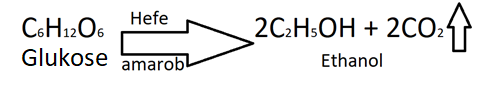 C₆H₁₂O₆ Hefe 2C₂H₅OH + 2CO₂
Glukose amarob Ethanol